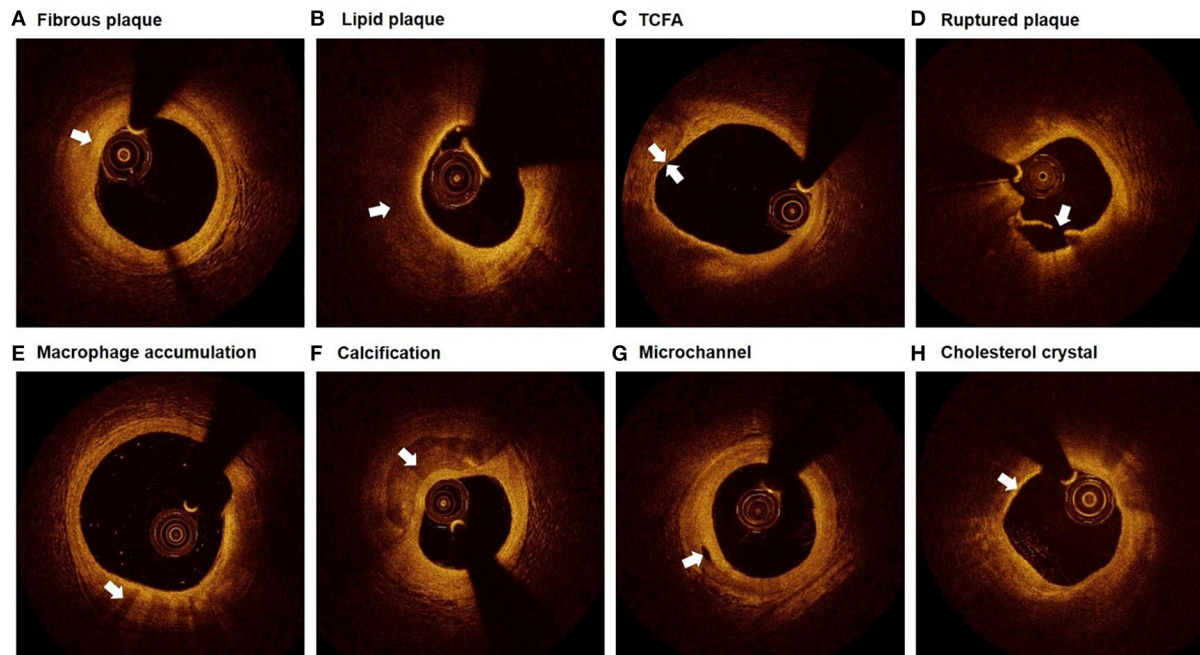 A Fibrous plaque
B Lipid plaque
C TCFA
D Ruptured plaque
E Macrophage accumulation
F Calcification
G Microchannel
H Cholesterol crystal